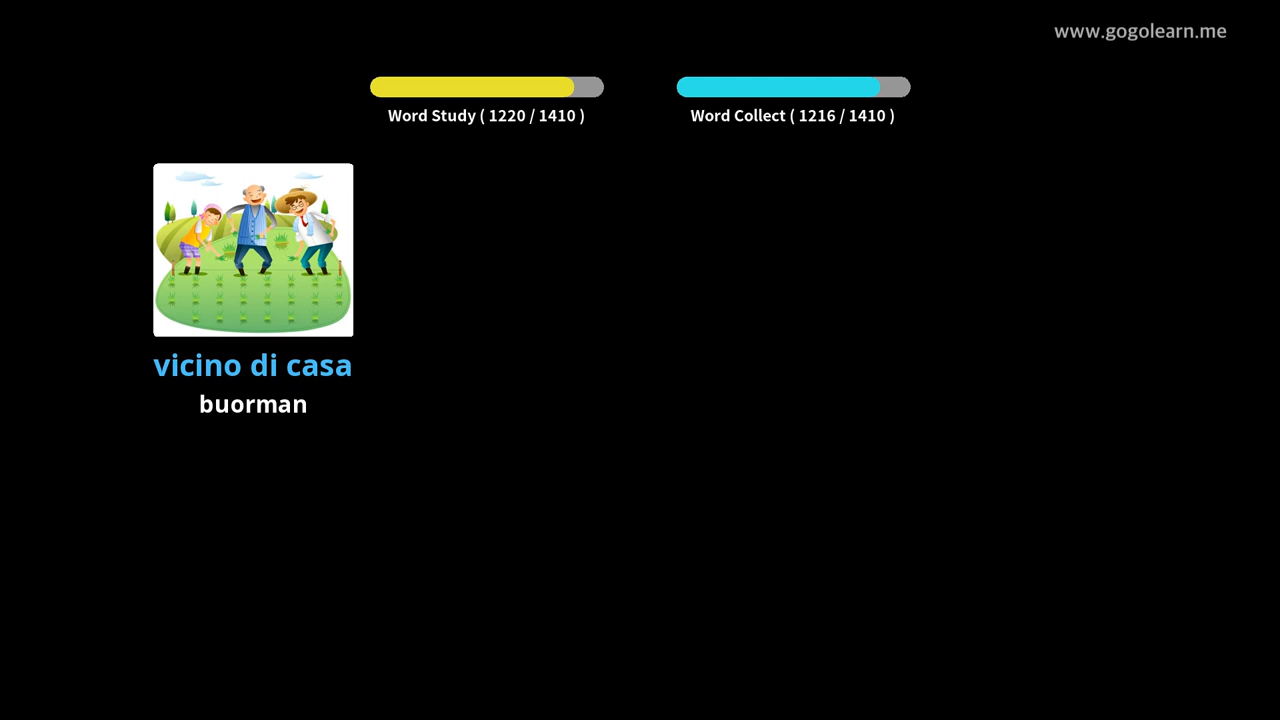 www.gogolearn.me
Word Study ( 1220 / 1410 )
Word Collect ( 1216 / 1410 )
vicino di casa
buorman